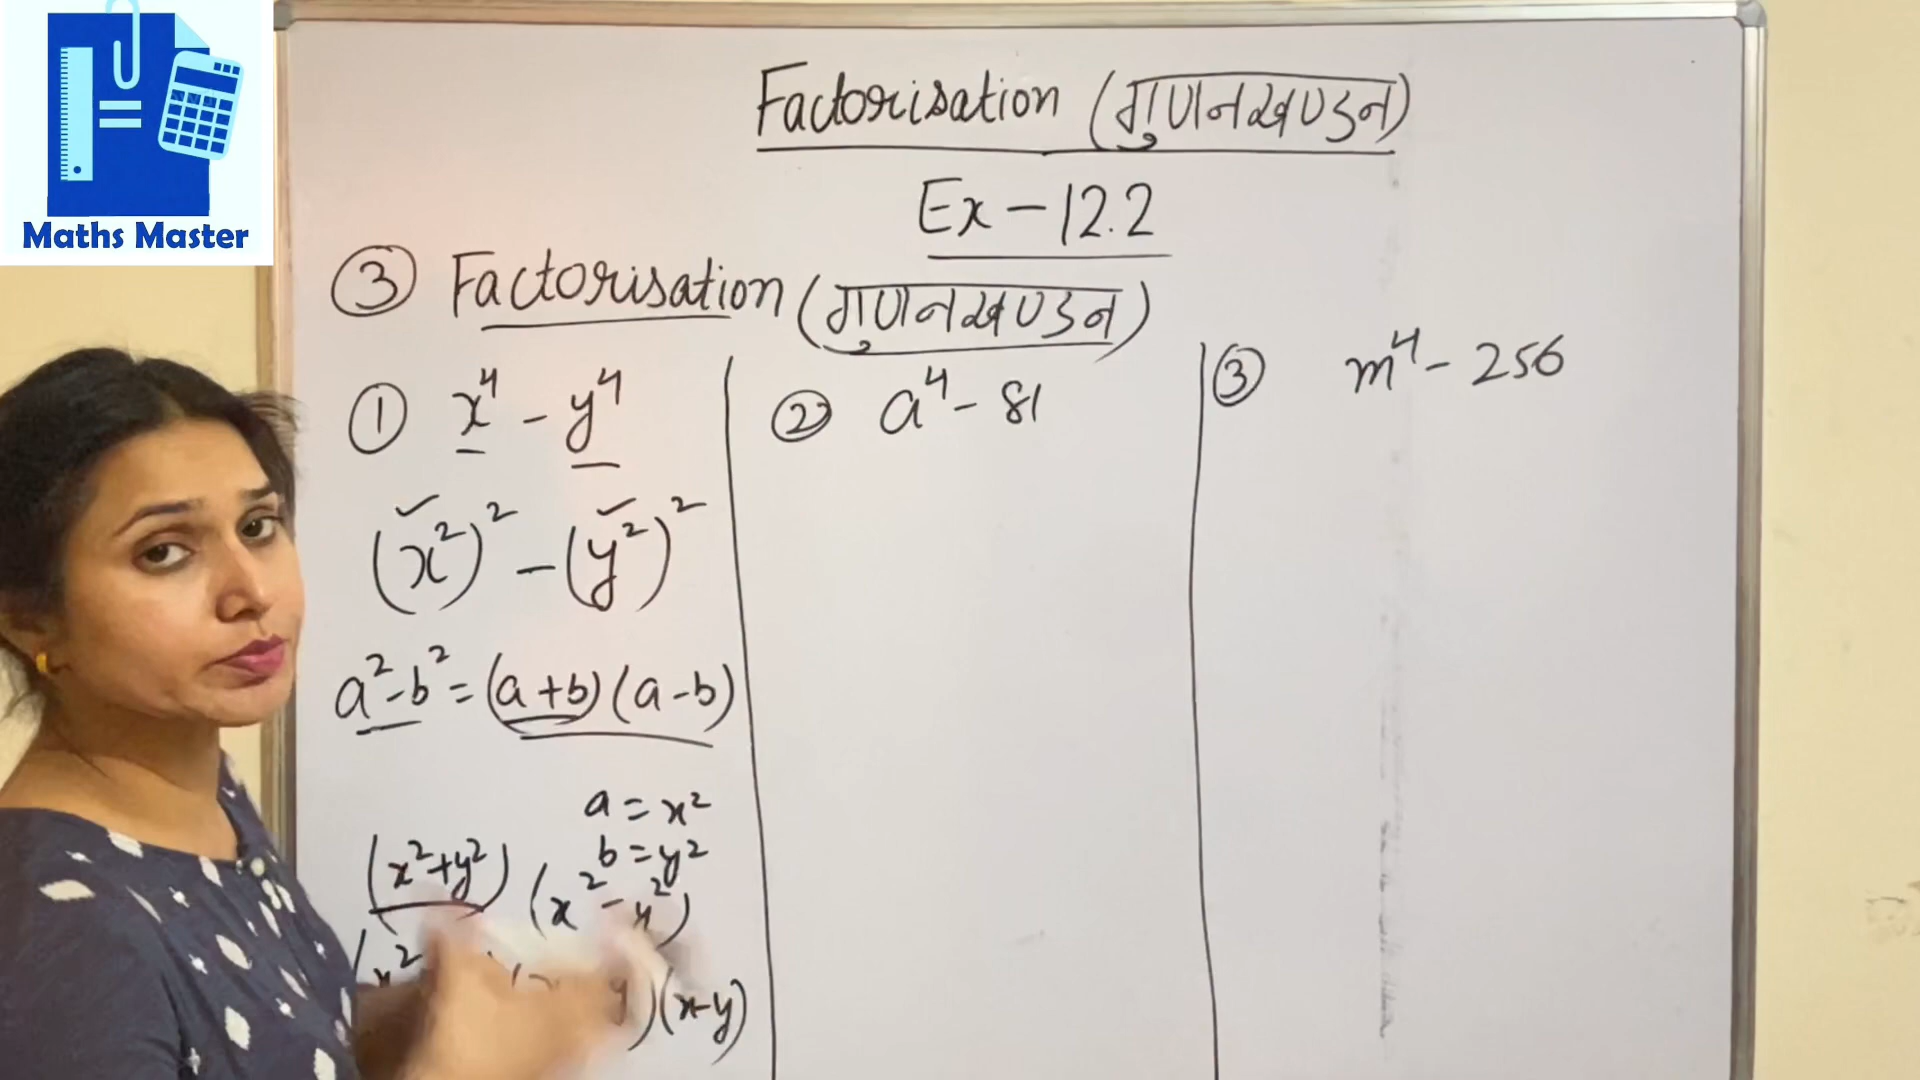 Maths Master
Factorisation (गुणनखण्डन)
Ex - 12.2
③ Factorisation (गुणनखण्डन)
① x⁴ - y⁴
(x²)² - (y²)²
a² - b² = (a + b) (a - b)
a = x²
b = y²
(x² + y²) (x² - y²)
(x² y) (x - y)
② a⁴ - 81
③ m⁴ - 256